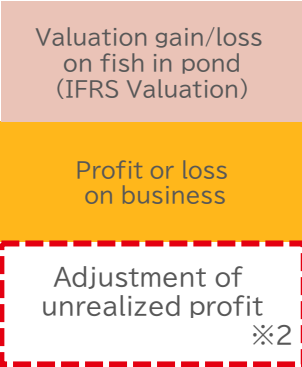 Valuation gain/loss
on fish in pond
(IFRS Valuation)
Profit or loss
on business
Adjustment of
unrealized profit
※2